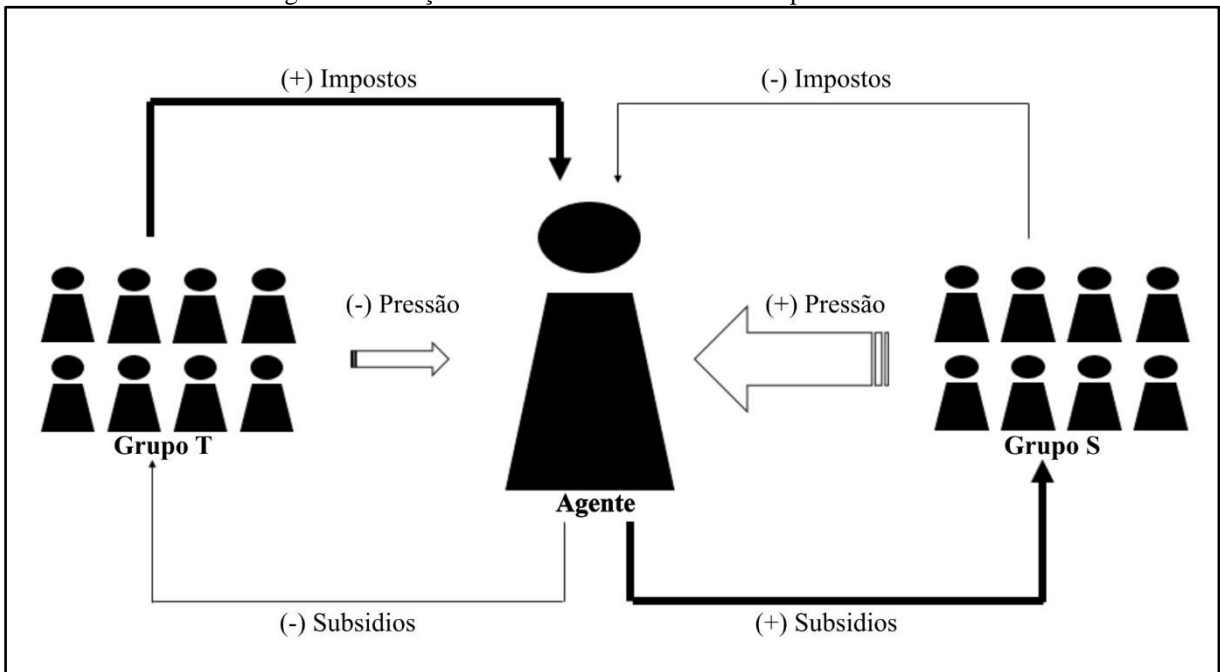 (+) Impostos
(-) Impostos
(-) Pressão
(+) Pressão
Grupo T
Grupo S
Agente
(-) Subsidios
(+) Subsidios